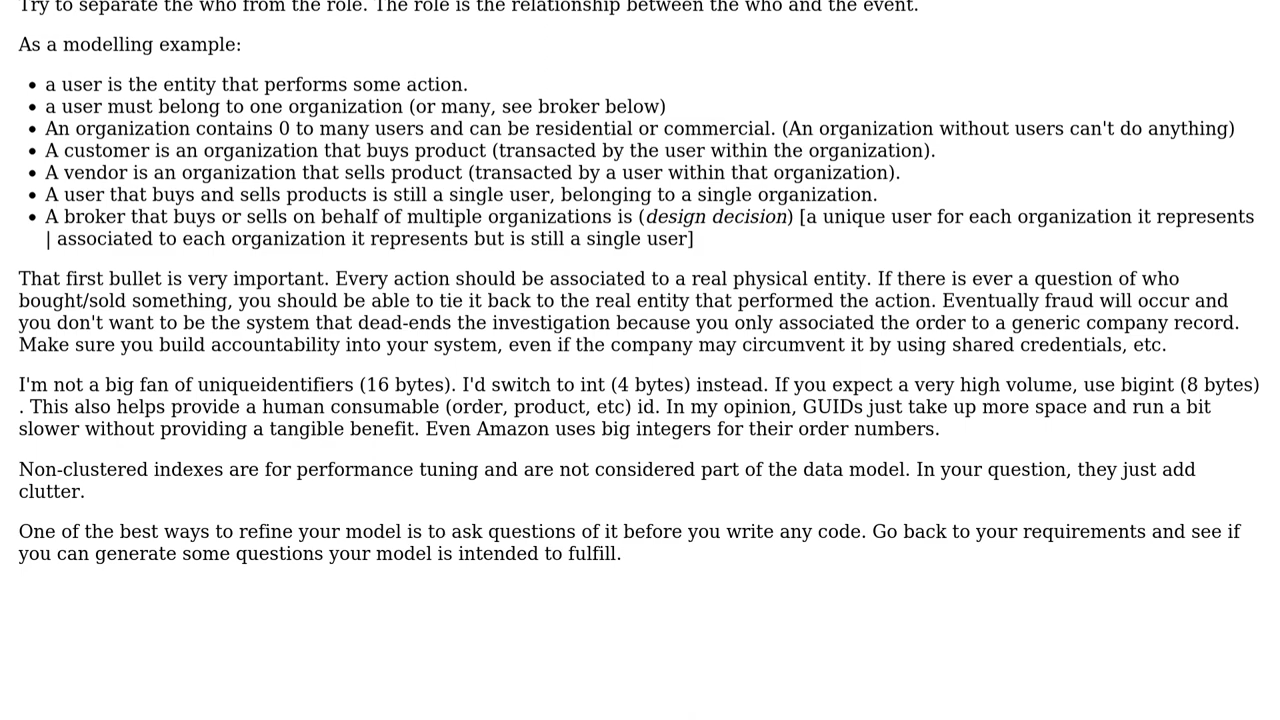 Try to separate the who from the role. The role is the relationship between the who and the event.
As a modelling example:
• a user is the entity that performs some action.
• a user must belong to one organization (or many, see broker below)
• An organization contains 0 to many users and can be residential or commercial. (An organization without users can't do anything)
• A customer is an organization that buys product (transacted by the user within the organization).
• A vendor is an organization that sells product (transacted by a user within that organization).
• A user that buys and sells products is still a single user, belonging to a single organization.
• A broker that buys or sells on behalf of multiple organizations is (design decision) [a unique user for each organization it represents
| associated to each organization it represents but is still a single user]
That first bullet is very important. Every action should be associated to a real physical entity. If there is ever a question of who
bought/sold something, you should be able to tie it back to the real entity that performed the action. Eventually fraud will occur and
you don't want to be the system that dead-ends the investigation because you only associated the order to a generic company record.
Make sure you build accountability into your system, even if the company may circumvent it by using shared credentials, etc.
I'm not a big fan of uniqueidentifiers (16 bytes). I'd switch to int (4 bytes) instead. If you expect a very high volume, use bigint (8 bytes)
. This also helps provide a human consumable (order, product, etc) id. In my opinion, GUIDs just take up more space and run a bit
slower without providing a tangible benefit. Even Amazon uses big integers for their order numbers.
Non-clustered indexes are for performance tuning and are not considered part of the data model. In your question, they just add
clutter.
One of the best ways to refine your model is to ask questions of it before you write any code. Go back to your requirements and see if
you can generate some questions your model is intended to fulfill.